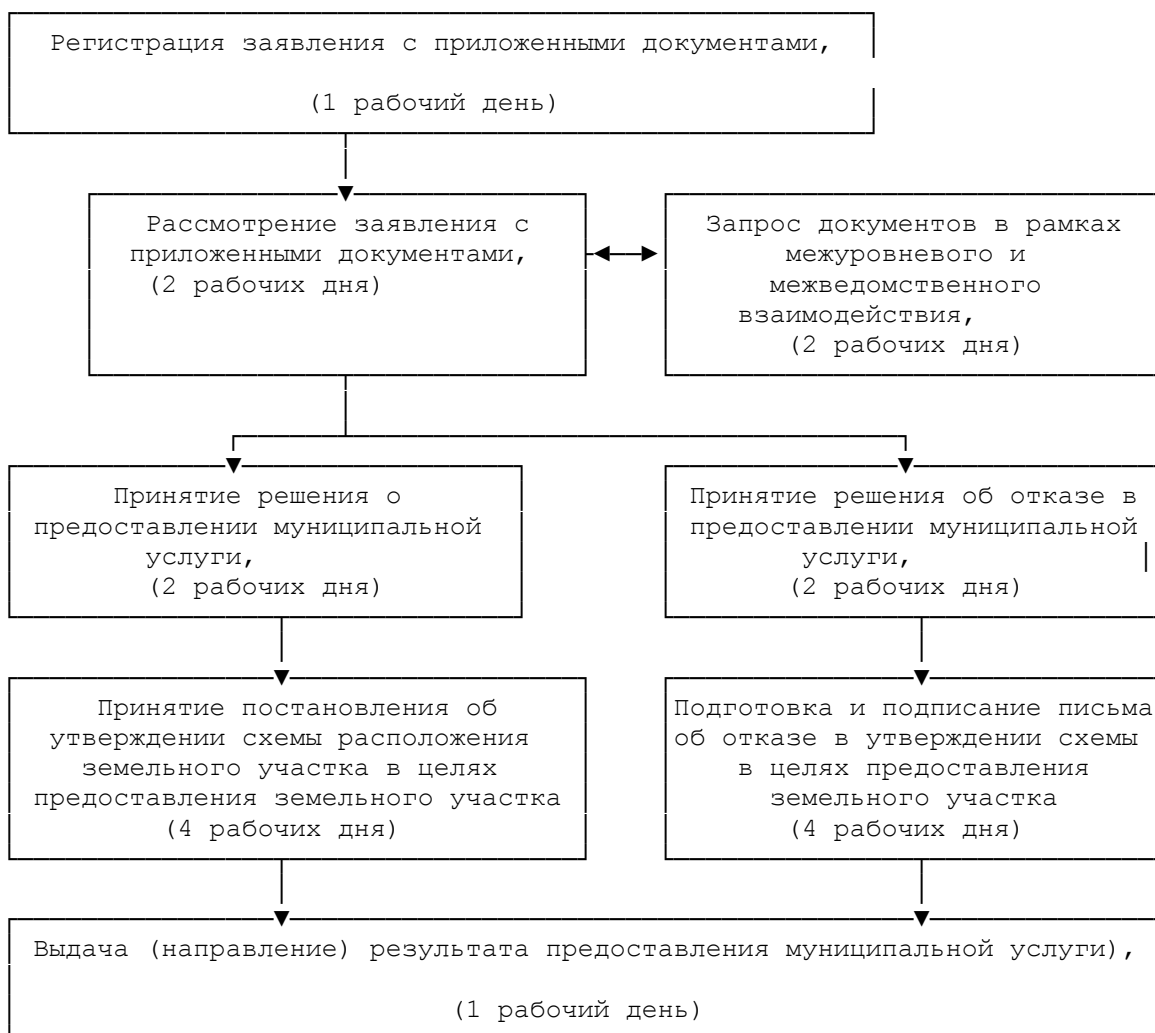 Регистрация заявления с приложенными документами,
(1 рабочий день)
Рассмотрение заявления с
приложенными документами,
(2 рабочих дня)
Запрос документов в рамках
межуровневого и
межведомственного
взаимодействия,
(2 рабочих дня)
Принятие решения о
предоставлении муниципальной
услуги,
(2 рабочих дня)
Принятие решения об отказе в
предоставлении муниципальной
услуги,
(2 рабочих дня)
Принятие постановления об
утверждении схемы расположения
земельного участка в целях
предоставления земельного участка
(4 рабочих дня)
Подготовка и подписание письма
об отказе в утверждении схемы
в целях предоставления
земельного участка
(4 рабочих дня)
Выдача (направление) результата предоставления муниципальной услуги),
(1 рабочий день)